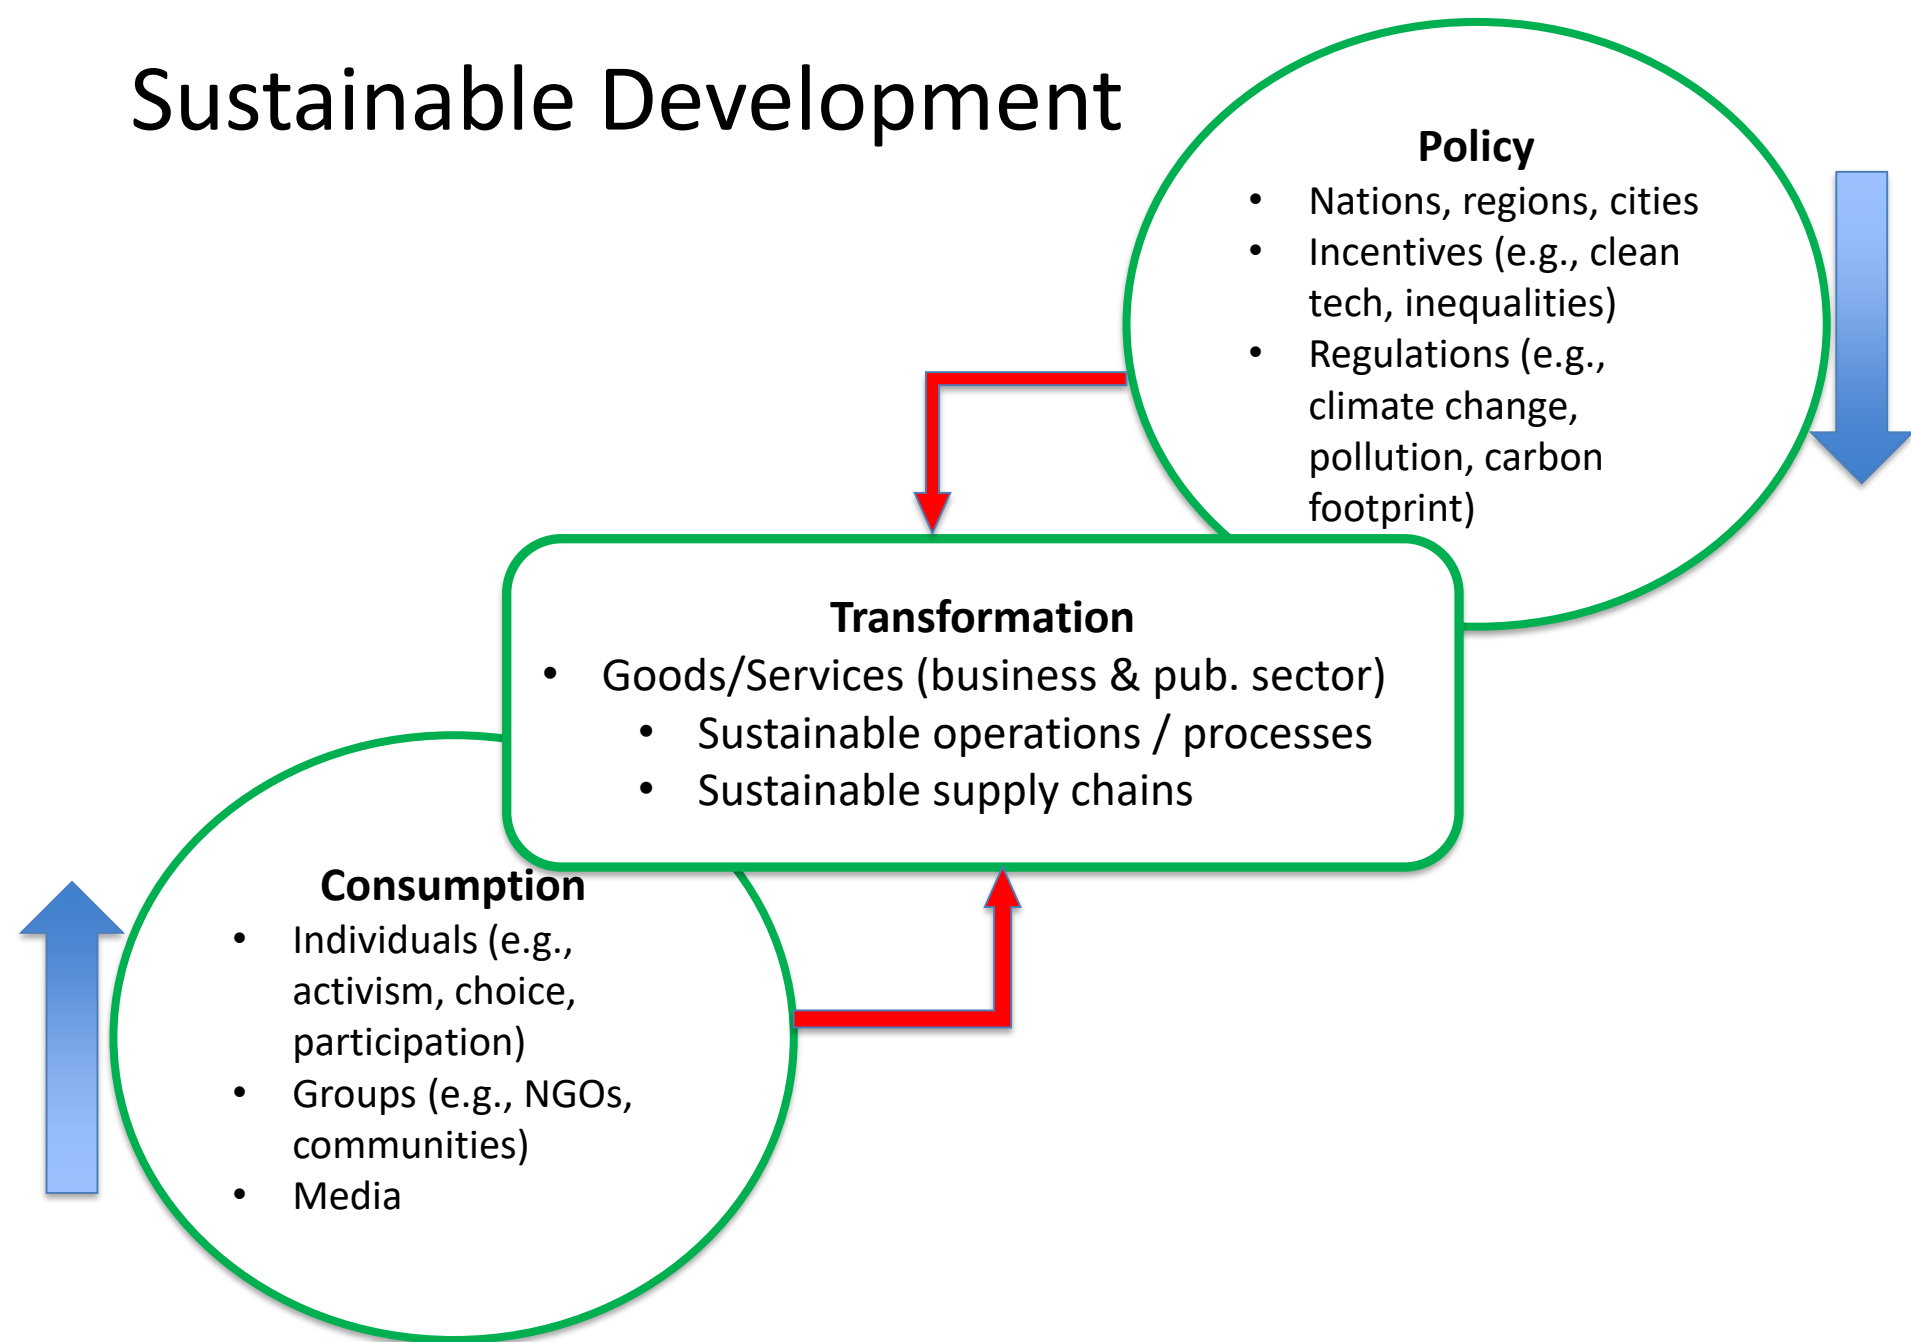 Sustainable Development
Policy
• Nations, regions, cities
• Incentives (e.g., clean
tech, inequalities)
• Regulations (e.g.,
climate change,
pollution, carbon
footprint)
Transformation
• Goods/Services (business & pub. sector)
• Sustainable operations / processes
• Sustainable supply chains
Consumption
• Individuals (e.g.,
activism, choice,
participation)
• Groups (e.g., NGOs,
communities)
• Media